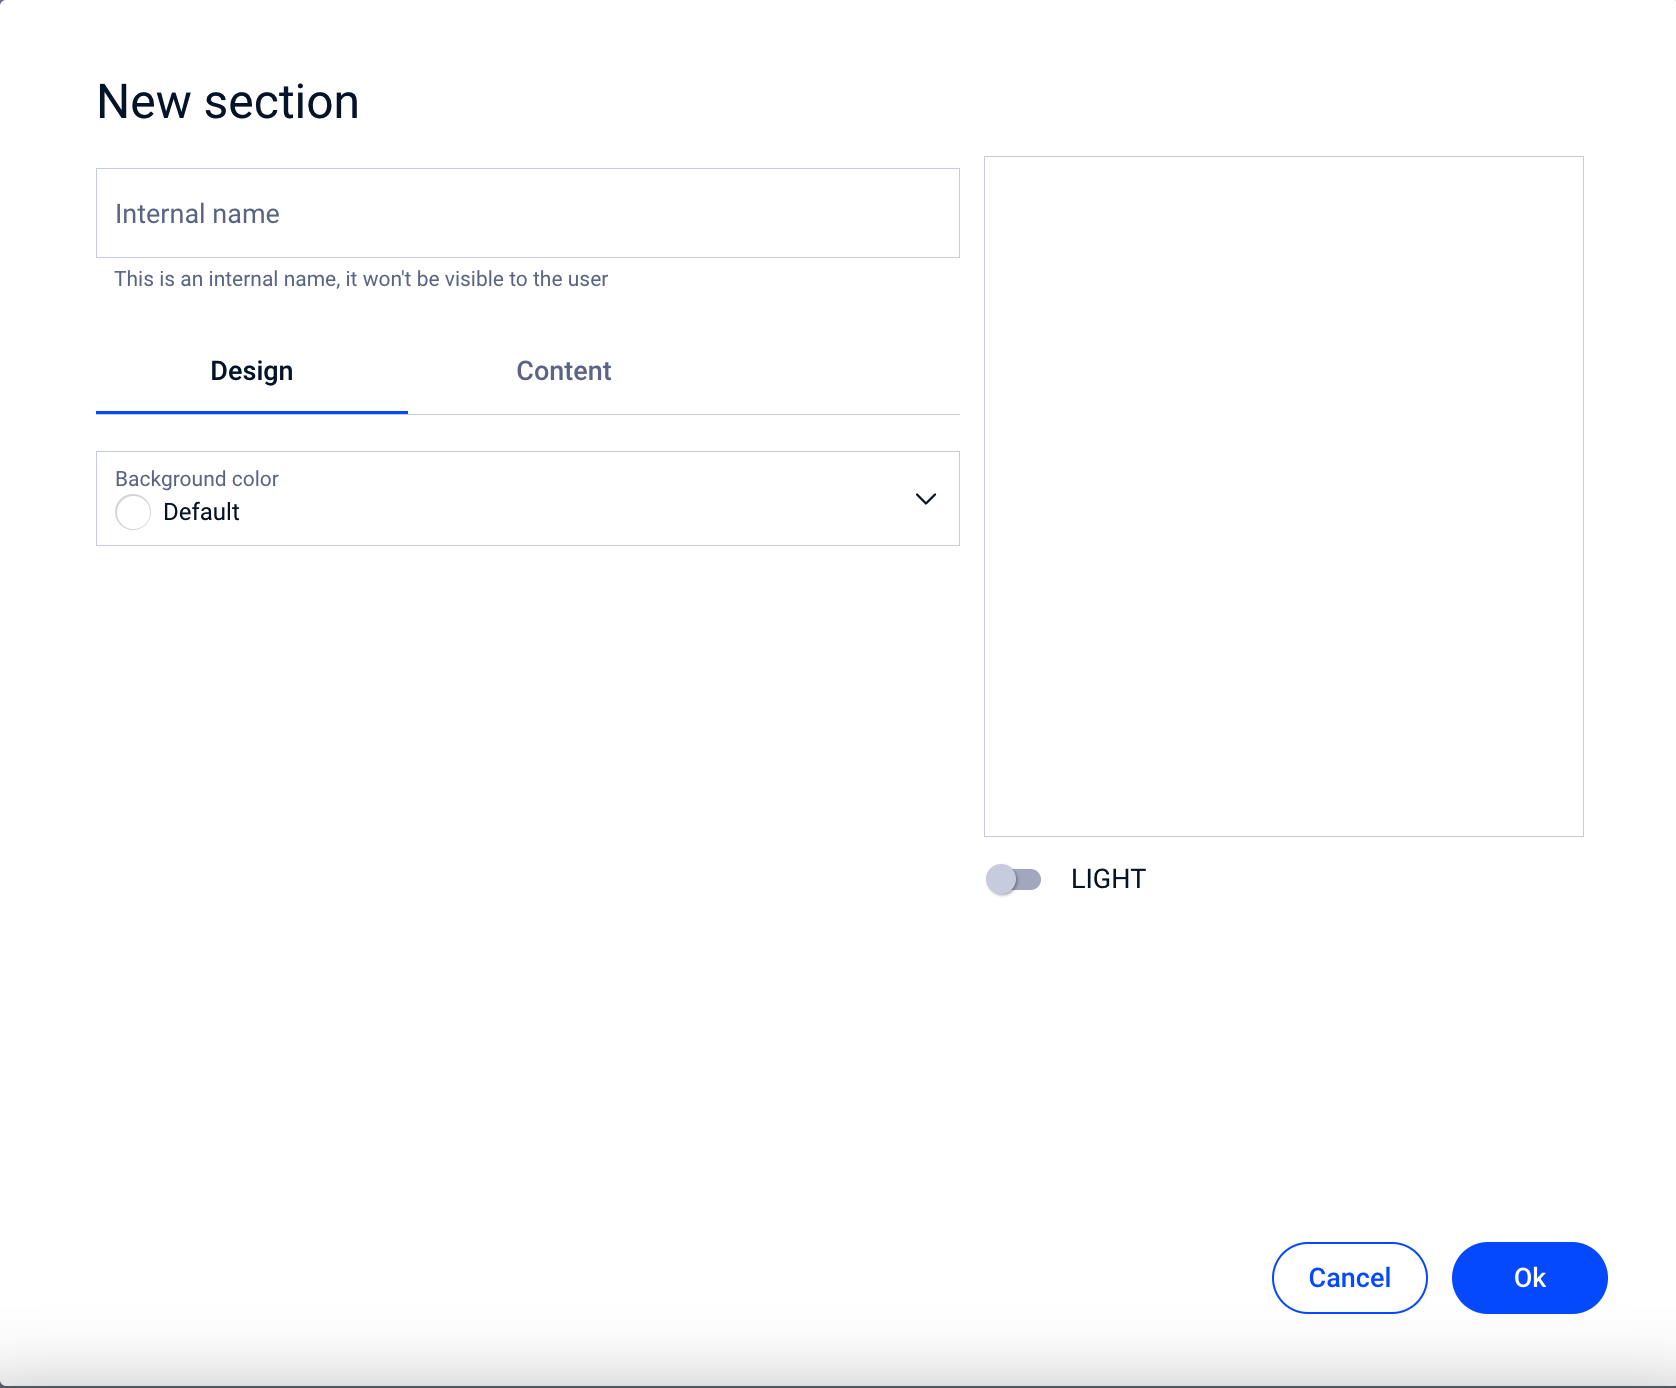 New section
Internal name
This is an internal name, it won't be visible to the user
Design
Content
Background color
Default
LIGHT
Cancel
Ok